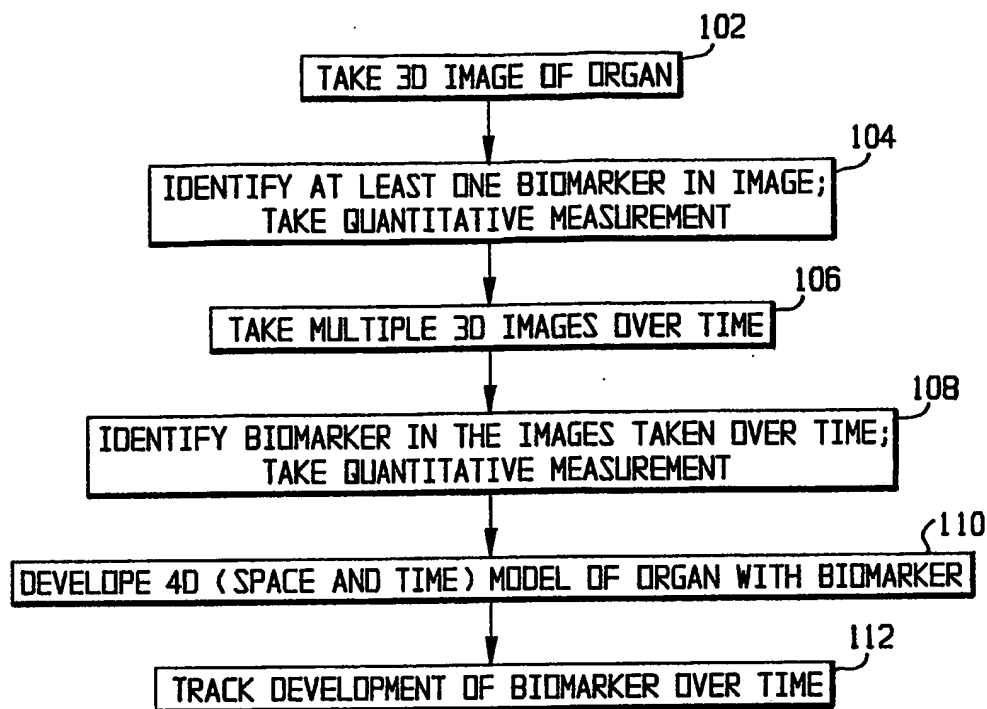 102
TAKE 3D IMAGE OF ORGAN
104
IDENTIFY AT LEAST ONE BIOMARKER IN IMAGE;
TAKE QUANTITATIVE MEASUREMENT
106
TAKE MULTIPLE 3D IMAGES OVER TIME
108
IDENTIFY BIOMARKER IN THE IMAGES TAKEN OVER TIME;
TAKE QUANTITATIVE MEASUREMENT
110
DEVELOPE 4D (SPACE AND TIME) MODEL OF ORGAN WITH BIOMARKER
112
TRACK DEVELOPMENT OF BIOMARKER OVER TIME